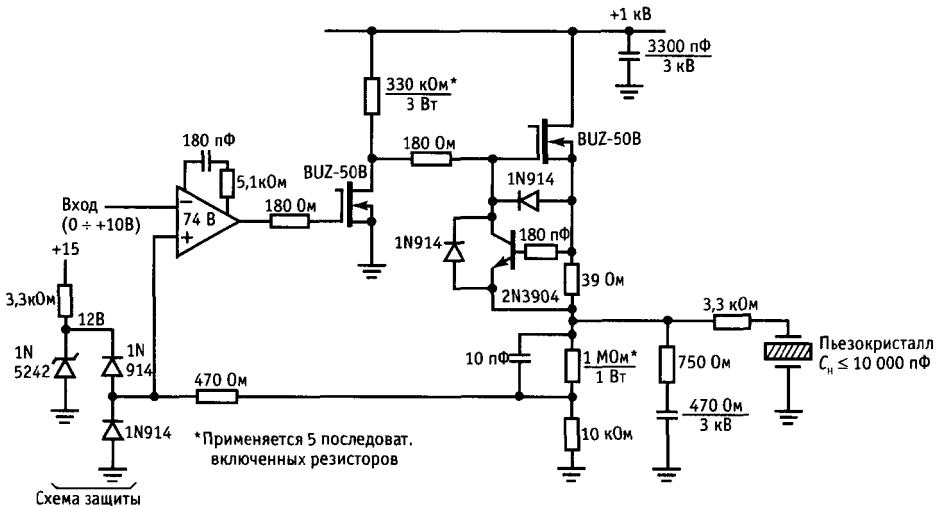 +1 кВ
3300 пФ
3 кВ
330 кОм*
3 Вт
180 Ом
BUZ-50B
180 пФ
5,1кОм
BUZ-50B
Вход
(0 ÷ +10В)
−
74 В
+
180 Ом
1N914
1N914
180 пФ
39 Ом
2N3904
+15
3,3кОм
12В
1N
5242
1N
914
1N914
470 Ом
10 пФ
1 МОм*
1 Вт
10 кОм
750 Ом
470 Ом
3 кВ
3,3 кОм
Пьезокристалл
Cн ≤ 10 000 пФ
*Применяется 5 последоват.
включенных резисторов
Схема защиты